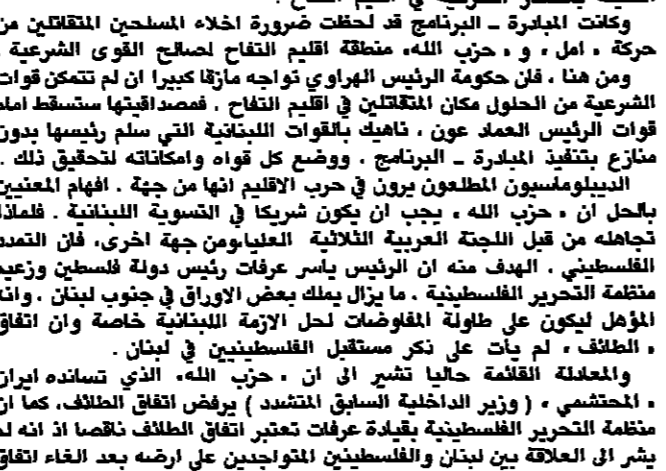 وكانت المبادرة ــ البرنامج قد لحظت ضرورة اخلاء المسلحين المتقاتلين من
حركة « امل » و « حزب الله » منطقة اقليم التفاح لصالح القوى الشرعية .
ومن هنا ، فان حكومة الرئيس الهراوي تواجه مازقا كبيرا ان لم تتمكن قوات
الشرعية من الحلول مكان المتقاتلين في اقليم التفاح . فمصداقيتها ستسقط امام
قوات الرئيس العماد عون ، ناهيك بالقوات اللبنانية التي سلم رئيسها بدون
منازع بتنفيذ المبادرة ــ البرنامج ، ووضع كل قواه وامكاناته لتحقيق ذلك .
الديبلوماسيون المطلعون يرون في حرب الاقليم انها من جهة . افهام المعنيين
بالحل ان « حزب الله » يجب ان يكون شريكا في التسوية اللبنانية . فلماذا
تجاهله من قبل اللجنة العربية الثلاثية العليا،ومن جهة اخرى، فان التمدد
الفلسطيني ، الهدف منه ان الرئيس ياسر عرفات رئيس دولة فلسطين وزعيم
منظمة التحرير الفلسطينية ، ما يزال يملك بعض الاوراق في جنوب لبنان . وانه
المؤهل ليكون على طاولة المفاوضات لحل الازمة اللبنانية خاصة وان اتفاق
« الطائف » لم يأت على ذكر مستقبل الفلسطينيين في لبنان .
والمعادلة القائمة حاليا تشير الى ان « حزب الله» الذي تسانده ايران
« المحتشمي » ( وزير الداخلية السابق المتشدد ) يرفض اتفاق الطائف، كما ان
منظمة التحرير الفلسطينية بقيادة عرفات تعتبر اتفاق الطائف ناقصا اذ انه لم
يشر الى العلاقة بين لبنان والفلسطينيين المتواجدين على ارضه بعد الغاء اتفاق